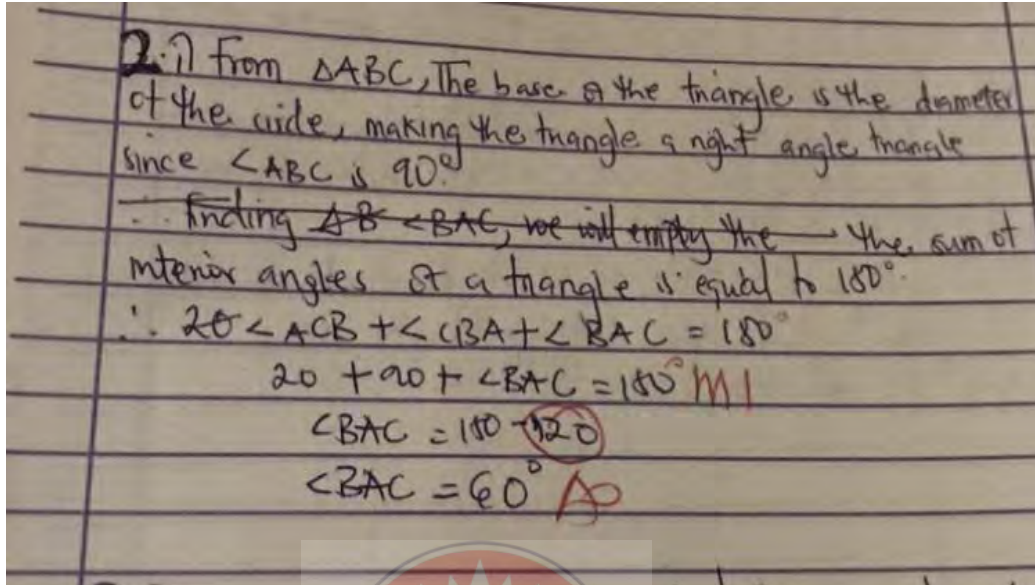 2.i) From ΔABC, The base of the triangle is the diameter
of the circle, making the triangle a right angle triangle
since <ABC is 90°
∴ finding AB <BAC, we will employ the the sum of
interior angles of a triangle is equal to 180°.
∴ 20 <ACB + <CBA + <BAC = 180°
20 + 90 + <BAC = 180° M1
<BAC = 180 - 120
<BAC = 60° A0